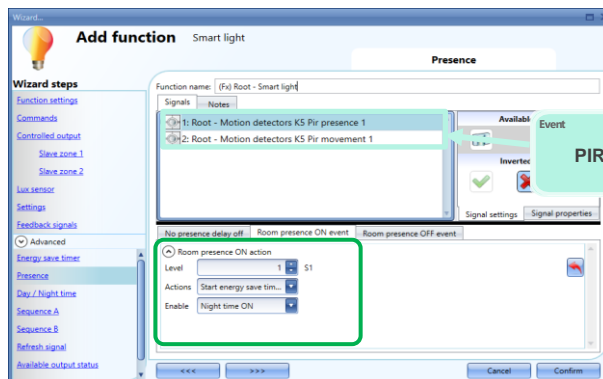 Wizard...
Add function Smart light
Presence
Wizard steps
Function name: (Fx) Root - Smart light
Function settings
Signals Notes
Commands
1: Root - Motion detectors K5 Pir presence 1
Event
Controlled output
2: Root - Motion detectors K5 Pir movement 1
PIR
Slave zone 1
Slave zone 2
Lux sensor
Settings
Signal settings Signal properties
Feedback signals
No presence delay off Room presence ON event Room presence OFF event
Advanced
Room presence ON action
Energy save timer
Level 1 S1
Presence
Actions Start energy save tim...
Day / Night time
Enable Night time ON
Sequence A
Sequence B
Refresh signal
Available output status
<<< >>> Cancel Confirm